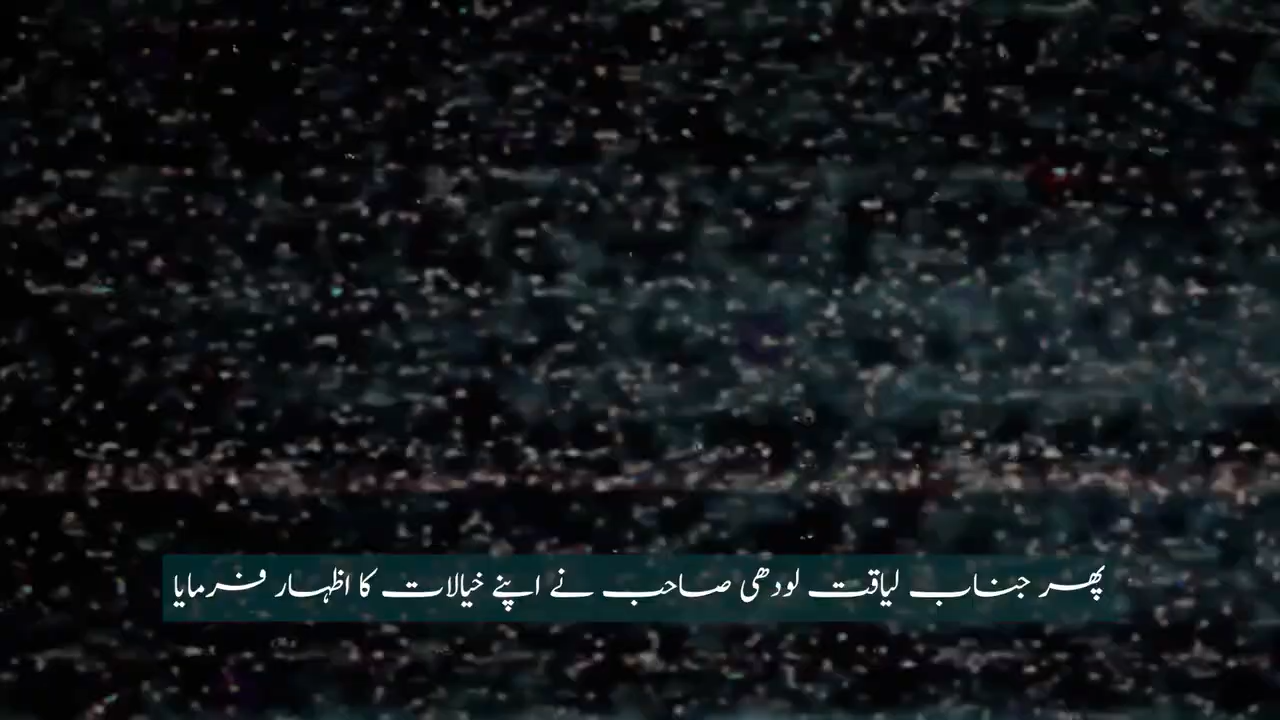 پھر جناب لیاقت لودھی صاحب نے اپنے خیالات کا اظہار فرمایا